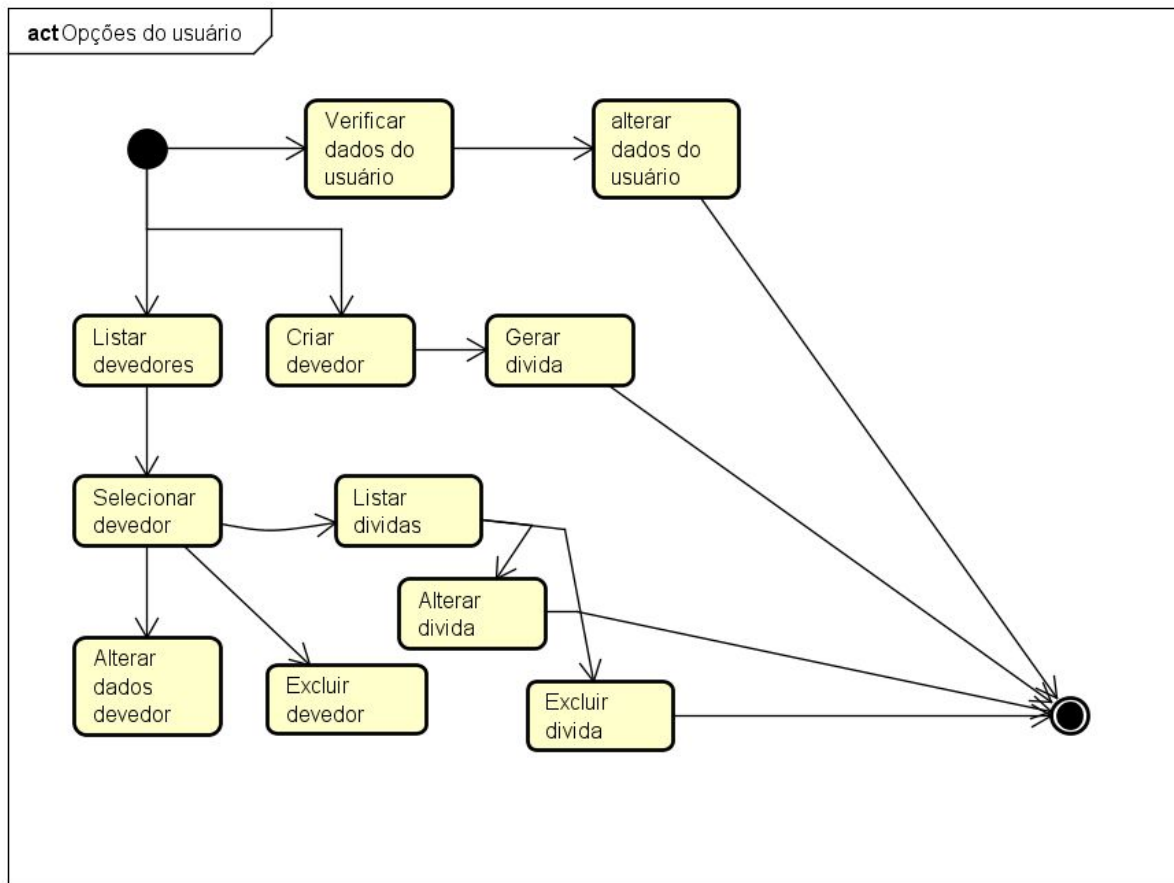 act Opções do usuário
Verificar
dados do
usuário
alterar
dados do
usuário
Listar
devedores
Criar
devedor
Gerar
divida
Selecionar
devedor
Listar
dividas
Alterar
divida
Alterar
dados
devedor
Excluir
devedor
Excluir
divida